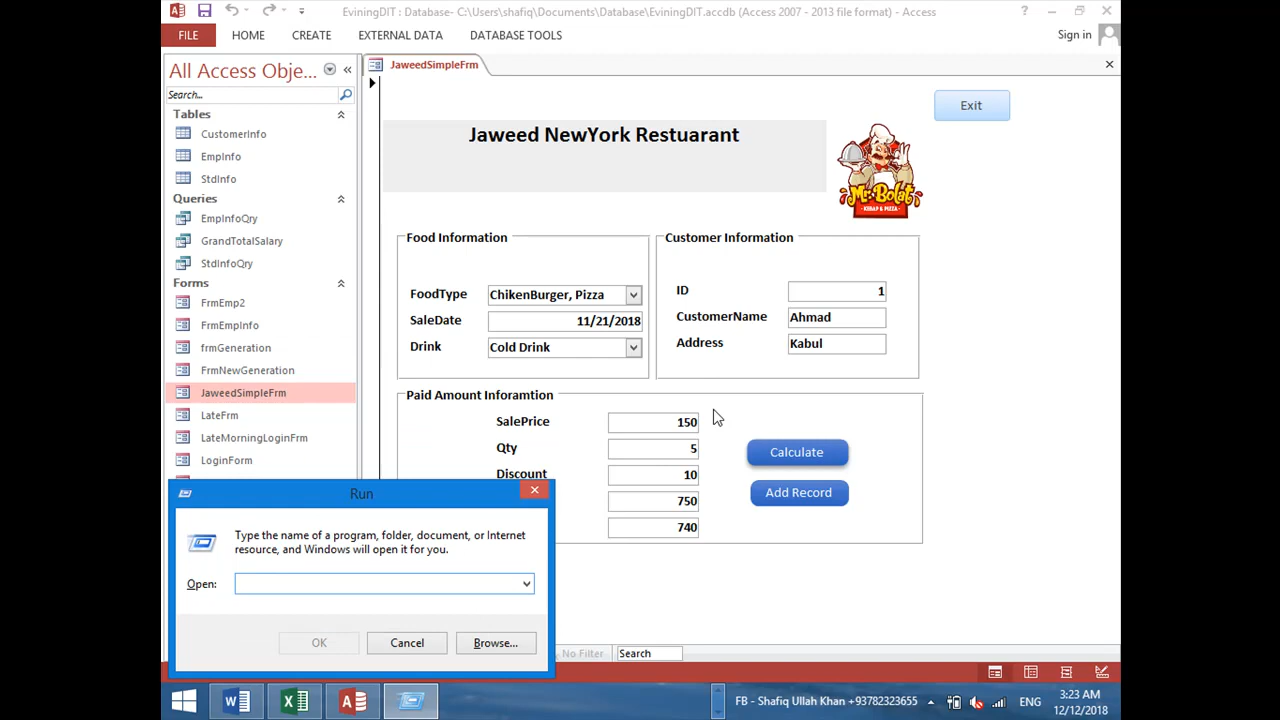 EviningDIT : Database- C:\Users\shafiq\Documents\Database\EviningDIT.accdb (Access 2007 - 2013 file format) - Access
FILE HOME CREATE EXTERNAL DATA DATABASE TOOLS Sign in
All Access Obje... «
JaweedSimpleFrm
Search...
Tables
CustomerInfo
EmpInfo
StdInfo
Queries
EmpInfoQry
GrandTotalSalary
StdInfoQry
Forms
FrmEmp2
FrmEmpInfo
frmGeneration
FrmNewGeneration
JaweedSimpleFrm
LateFrm
LateMorningLoginFrm
LoginForm
Exit
Jaweed NewYork Restuarant
Mr. Bolat
KEBAP & PIZZA
Food Information
FoodType ChikenBurger, Pizza
SaleDate 11/21/2018
Drink Cold Drink
Customer Information
ID 1
CustomerName Ahmad
Address Kabul
Paid Amount Inforamtion
SalePrice 150
Qty 5
Discount 10
750
740
Calculate
Add Record
Run
Type the name of a program, folder, document, or Internet
resource, and Windows will open it for you.
Open:
OK Cancel Browse...
No Filter Search
FB - Shafiq Ullah Khan +93782323655 ENG 3:23 AM
12/12/2018